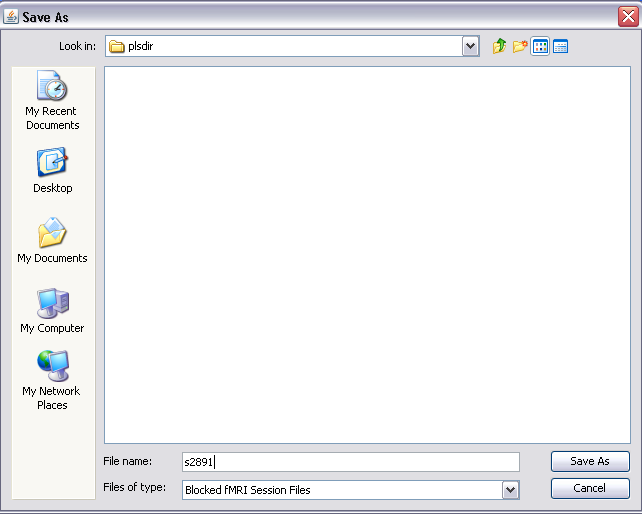 Save As
Look in:
plsdir
My Recent
Documents
Desktop
My Documents
My Computer
My Network
Places
File name:
s2891
Save As
Files of type:
Blocked fMRI Session Files
Cancel